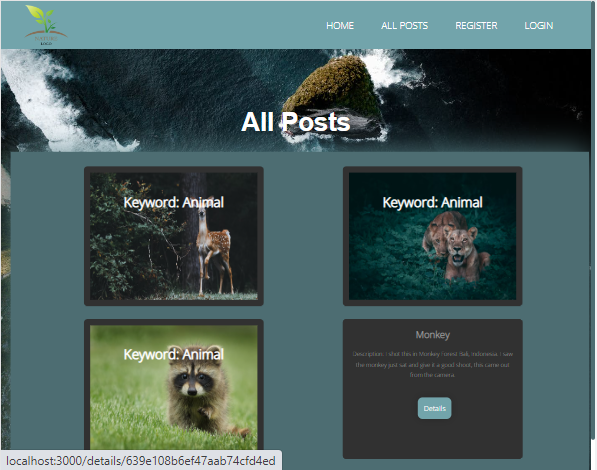 HOME ALL POSTS REGISTER LOGIN
All Posts
Keyword: Animal Keyword: Animal
Keyword: Animal
Monkey
Description: I shot this in Monkey Forest Bali, Indonesia. I saw
the monkey just sat and give it a good shoot, this came out
from the camera.
Details
localhost:3000/details/639e108b6ef47aab74cfd4ed